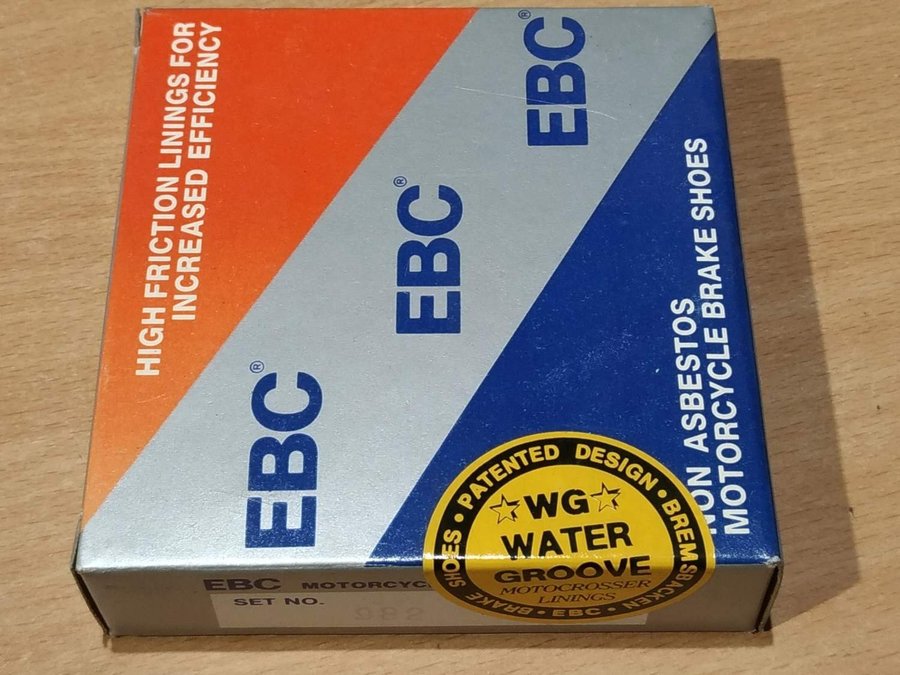 HIGH FRICTION LININGS FOR
INCREASED EFFICIENCY
EBC®
EBC®
EBC®
NON ASBESTOS
MOTORCYCLE BRAKE SHOES
• PATENTED DESIGN • BREMSBACKEN • EBC • BRAKE SHOES
☆WG☆
WATER
GROOVE
MOTOCROSSER
LININGS
EBC MOTORCYC
SET NO.